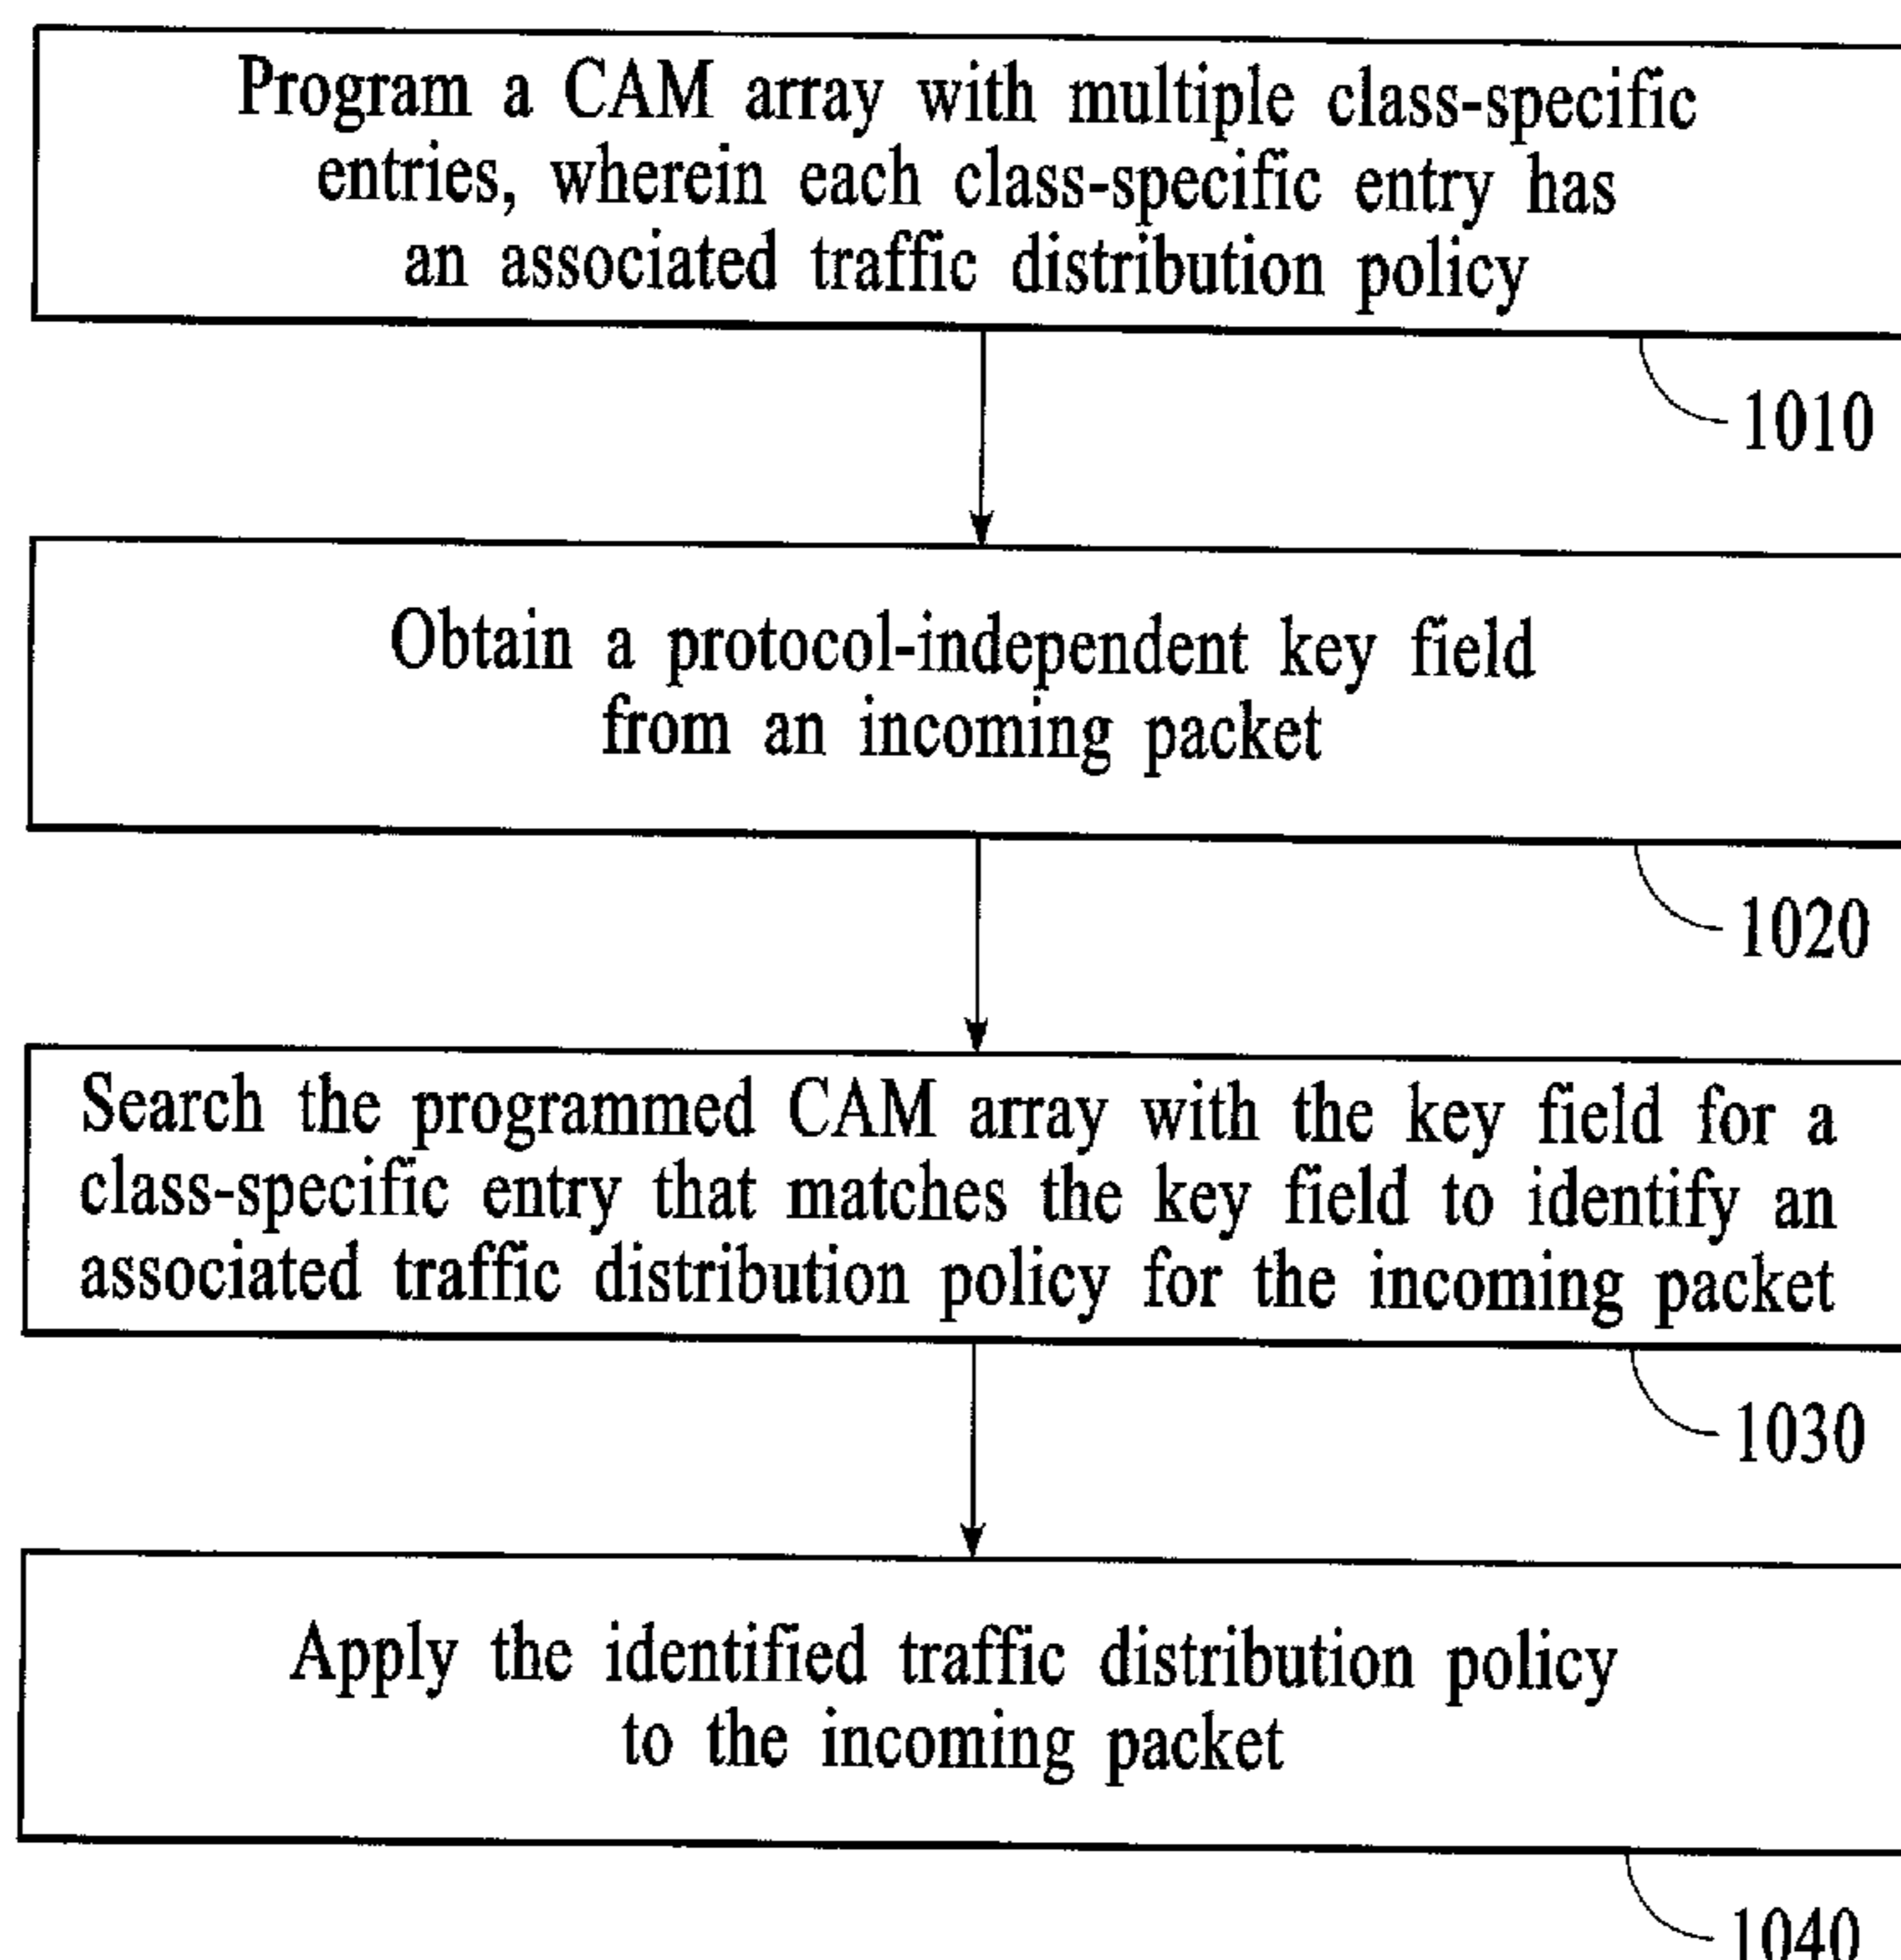 Program a CAM array with multiple class-specific
entries, wherein each class-specific entry has
an associated traffic distribution policy
1010
Obtain a protocol-independent key field
from an incoming packet
1020
Search the programmed CAM array with the key field for a
class-specific entry that matches the key field to identify an
associated traffic distribution policy for the incoming packet
1030
Apply the identified traffic distribution policy
to the incoming packet
1040